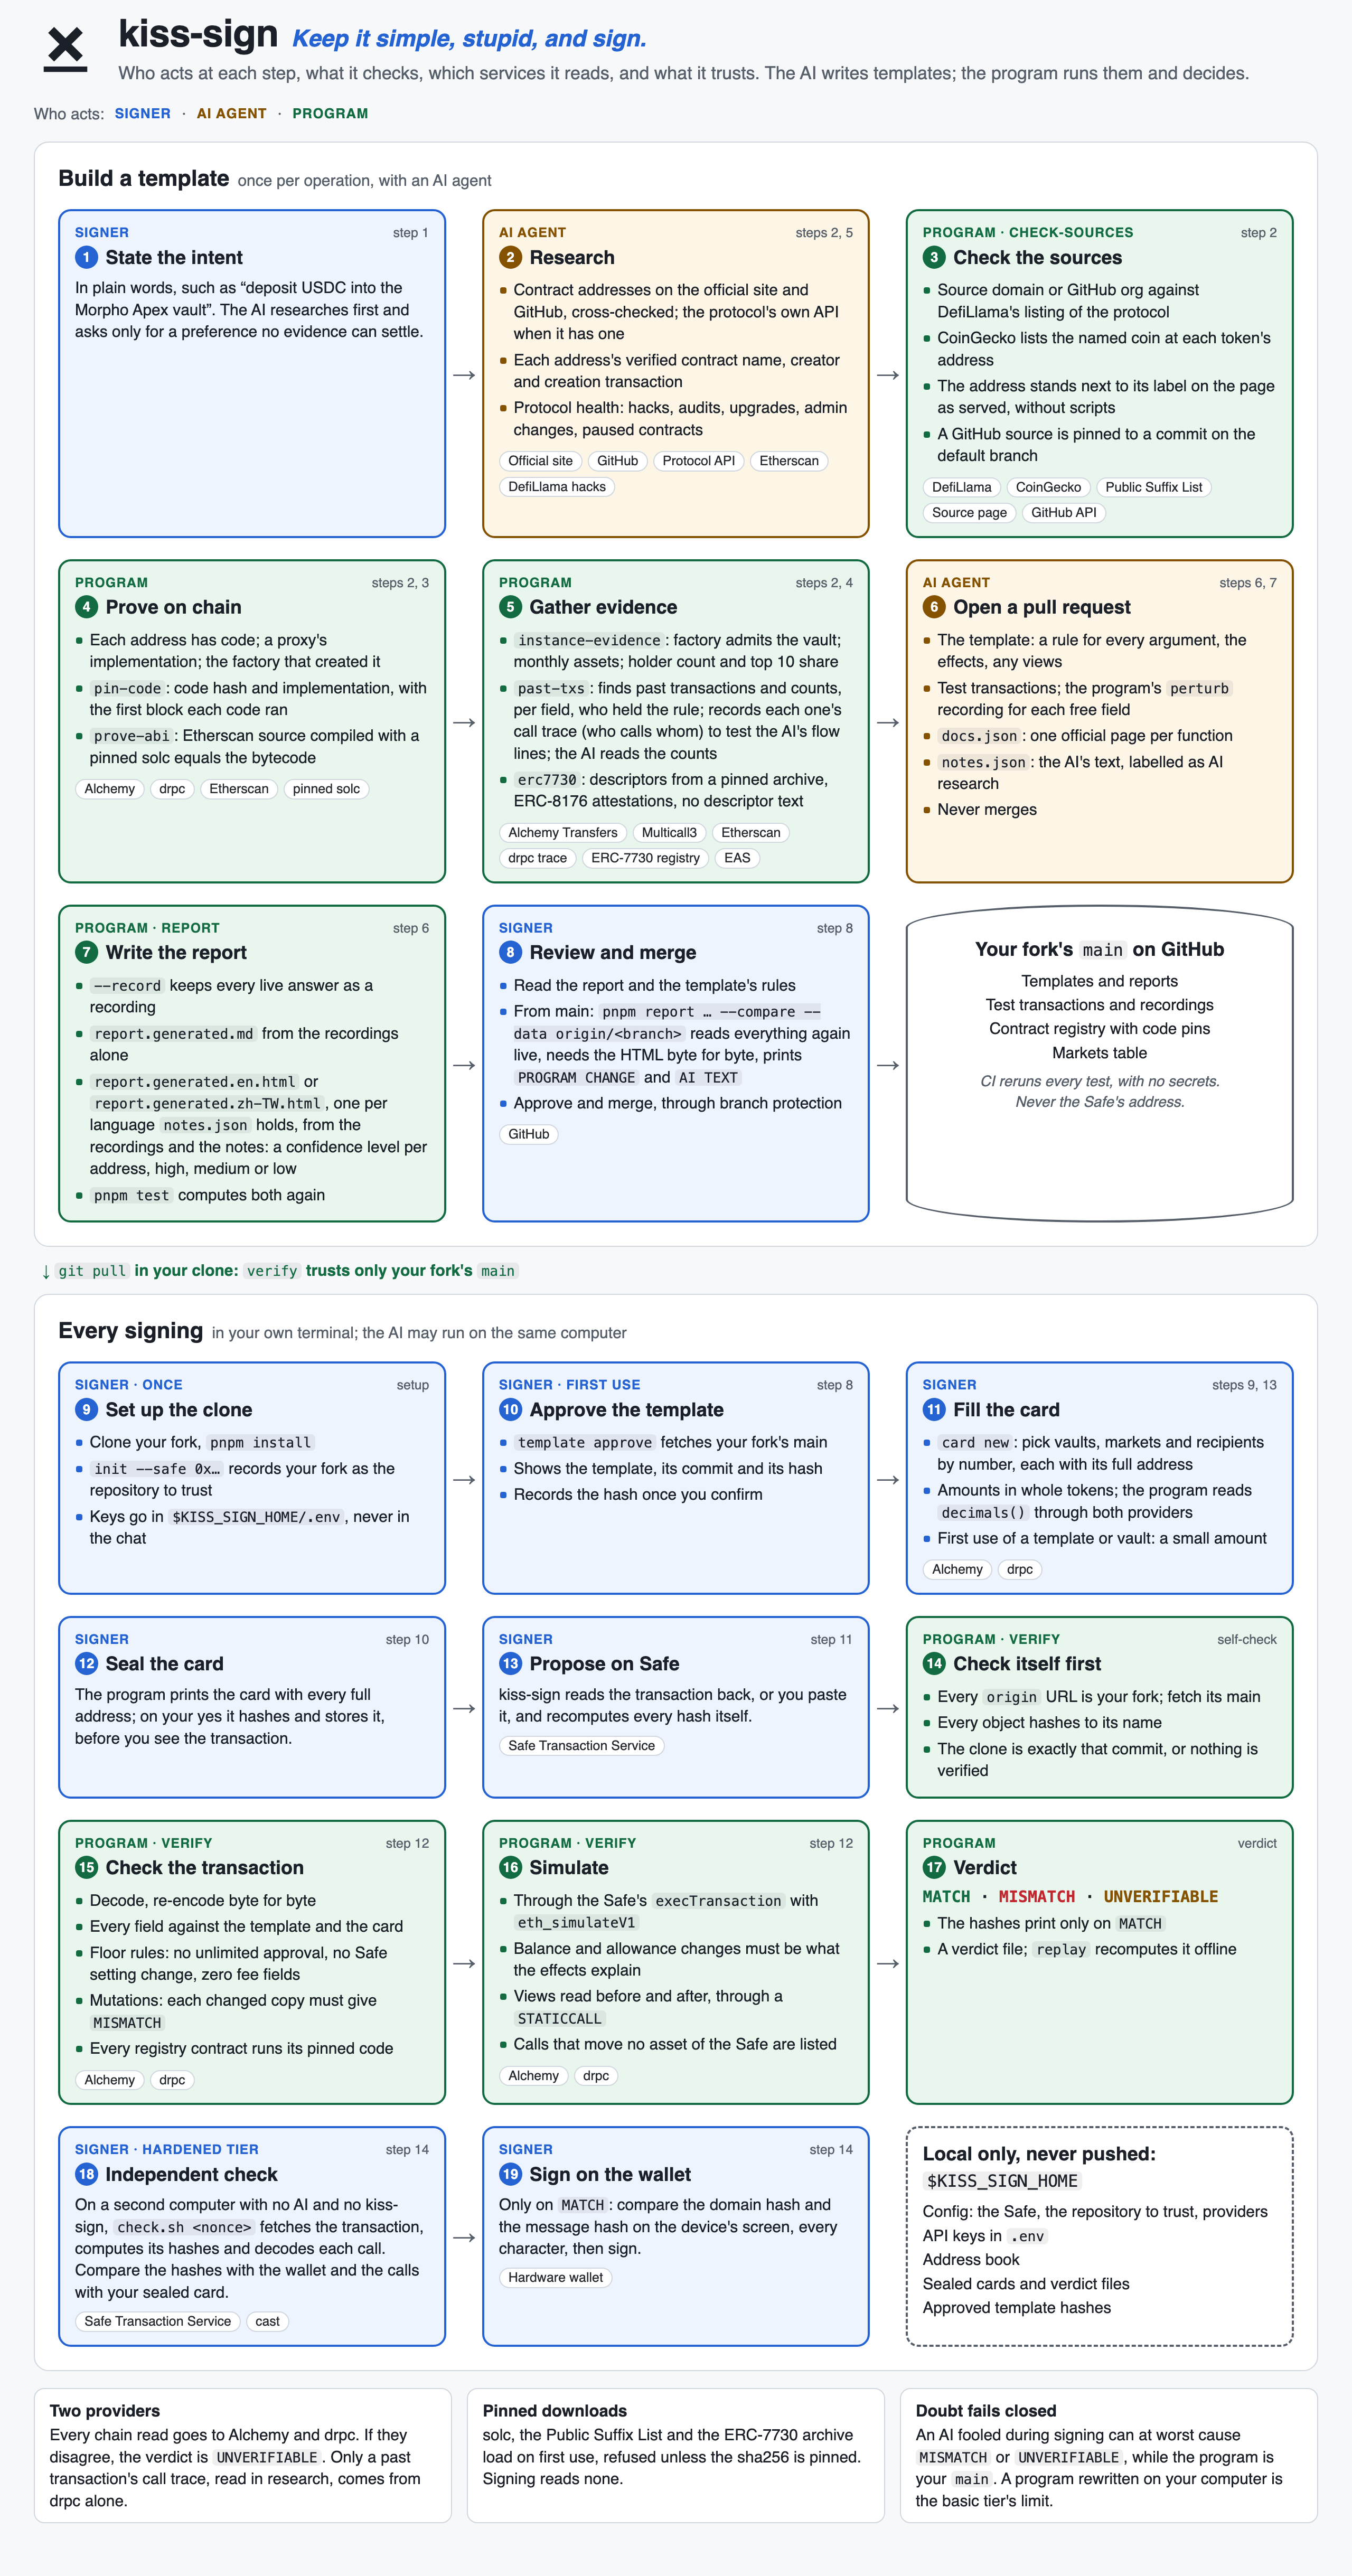 kiss-sign Keep it simple, stupid, and sign.
Who acts at each step, what it checks, which services it reads, and what it trusts. The AI writes templates; the program runs them and decides.
Who acts: SIGNER · AI AGENT · PROGRAM
Build a template once per operation, with an AI agent
SIGNER step 1
1 State the intent
In plain words, such as “deposit USDC into the
Morpho Apex vault”. The AI researches first and
asks only for a preference no evidence can settle.
→
AI AGENT steps 2, 5
2 Research
Contract addresses on the official site and
GitHub, cross-checked; the protocol's own API
when it has one
Each address's verified contract name, creator
and creation transaction
Protocol health: hacks, audits, upgrades, admin
changes, paused contracts
Official site GitHub Protocol API Etherscan
DefiLlama hacks
→
PROGRAM · CHECK-SOURCES step 2
3 Check the sources
Source domain or GitHub org against
DefiLlama's listing of the protocol
CoinGecko lists the named coin at each token's
address
The address stands next to its label on the page
as served, without scripts
A GitHub source is pinned to a commit on the
default branch
DefiLlama CoinGecko Public Suffix List
Source page GitHub API
PROGRAM steps 2, 3
4 Prove on chain
Each address has code; a proxy's
implementation; the factory that created it
pin-code: code hash and implementation, with
the first block each code ran
prove-abi: Etherscan source compiled with a
pinned solc equals the bytecode
Alchemy drpc Etherscan pinned solc
→
PROGRAM steps 2, 4
5 Gather evidence
instance-evidence: factory admits the vault;
monthly assets; holder count and top 10 share
past-txs: finds past transactions and counts,
per field, who held the rule; records each one's
call trace (who calls whom) to test the AI's flow
lines; the AI reads the counts
erc7730: descriptors from a pinned archive,
ERC-8176 attestations, no descriptor text
Alchemy Transfers Multicall3 Etherscan
drpc trace ERC-7730 registry EAS
→
AI AGENT steps 6, 7
6 Open a pull request
The template: a rule for every argument, the
effects, any views
Test transactions; the program's perturb
recording for each free field
docs.json: one official page per function
notes.json: the AI's text, labelled as AI
research
Never merges
PROGRAM · REPORT step 6
7 Write the report
--record keeps every live answer as a
recording
report.generated.md from the recordings
alone
report.generated.en.html or
report.generated.zh-TW.html, one per
language notes.json holds, from the
recordings and the notes: a confidence level per
address, high, medium or low
pnpm test computes both again
→
SIGNER step 8
8 Review and merge
Read the report and the template's rules
From main: pnpm report … --compare --
data origin/<branch> reads everything again
live, needs the HTML byte for byte, prints
PROGRAM CHANGE and AI TEXT
Approve and merge, through branch protection
GitHub
→
Your fork's main on GitHub
Templates and reports
Test transactions and recordings
Contract registry with code pins
Markets table
CI reruns every test, with no secrets.
Never the Safe's address.
↓ git pull in your clone: verify trusts only your fork's main
Every signing in your own terminal; the AI may run on the same computer
SIGNER · ONCE setup
9 Set up the clone
Clone your fork, pnpm install
init --safe 0x… records your fork as the
repository to trust
Keys go in $KISS_SIGN_HOME/.env, never in
the chat
→
SIGNER · FIRST USE step 8
10 Approve the template
template approve fetches your fork's main
Shows the template, its commit and its hash
Records the hash once you confirm
→
SIGNER steps 9, 13
11 Fill the card
card new: pick vaults, markets and recipients
by number, each with its full address
Amounts in whole tokens; the program reads
decimals() through both providers
First use of a template or vault: a small amount
Alchemy drpc
SIGNER step 10
12 Seal the card
The program prints the card with every full
address; on your yes it hashes and stores it,
before you see the transaction.
→
SIGNER step 11
13 Propose on Safe
kiss-sign reads the transaction back, or you paste
it, and recomputes every hash itself.
Safe Transaction Service
→
PROGRAM · VERIFY self-check
14 Check itself first
Every origin URL is your fork; fetch its main
Every object hashes to its name
The clone is exactly that commit, or nothing is
verified
PROGRAM · VERIFY step 12
15 Check the transaction
Decode, re-encode byte for byte
Every field against the template and the card
Floor rules: no unlimited approval, no Safe
setting change, zero fee fields
Mutations: each changed copy must give
MISMATCH
Every registry contract runs its pinned code
Alchemy drpc
→
PROGRAM · VERIFY step 12
16 Simulate
Through the Safe's execTransaction with
eth_simulateV1
Balance and allowance changes must be what
the effects explain
Views read before and after, through a
STATICCALL
Calls that move no asset of the Safe are listed
Alchemy drpc
→
PROGRAM verdict
17 Verdict
MATCH · MISMATCH · UNVERIFIABLE
The hashes print only on MATCH
A verdict file; replay recomputes it offline
SIGNER · HARDENED TIER step 14
18 Independent check
On a second computer with no AI and no kiss-
sign, check.sh <nonce> fetches the transaction,
computes its hashes and decodes each call.
Compare the hashes with the wallet and the calls
with your sealed card.
Safe Transaction Service cast
→
SIGNER step 14
19 Sign on the wallet
Only on MATCH: compare the domain hash and
the message hash on the device's screen, every
character, then sign.
Hardware wallet
Local only, never pushed:
$KISS_SIGN_HOME
Config: the Safe, the repository to trust, providers
API keys in .env
Address book
Sealed cards and verdict files
Approved template hashes
Two providers
Every chain read goes to Alchemy and drpc. If they
disagree, the verdict is UNVERIFIABLE. Only a past
transaction's call trace, read in research, comes from
drpc alone.
Pinned downloads
solc, the Public Suffix List and the ERC-7730 archive
load on first use, refused unless the sha256 is pinned.
Signing reads none.
Doubt fails closed
An AI fooled during signing can at worst cause
MISMATCH or UNVERIFIABLE, while the program is
your main. A program rewritten on your computer is
the basic tier's limit.